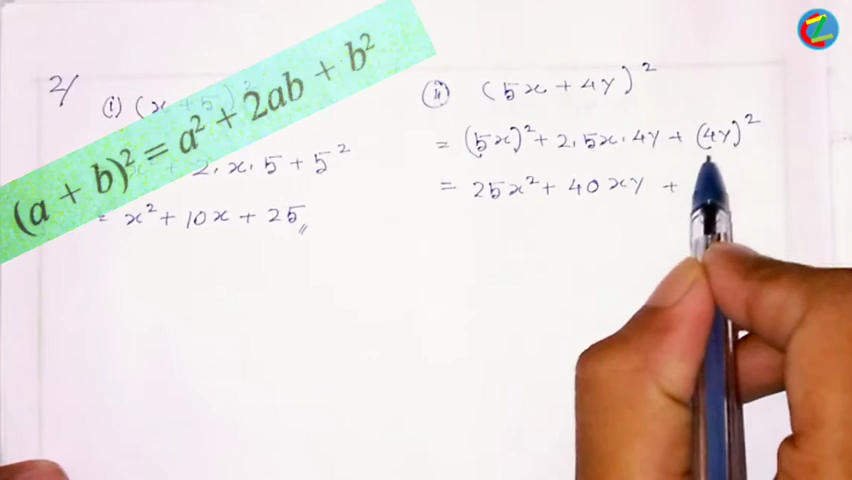 2/
(a + b)² = a² + 2ab + b²
(i) (x + 5)²
2. x. 5 + 5²
= x² + 10x + 25
(ii) (5x + 4y)²
= (5x)² + 2.5x.4y + (4y)²
= 25x² + 40xy +